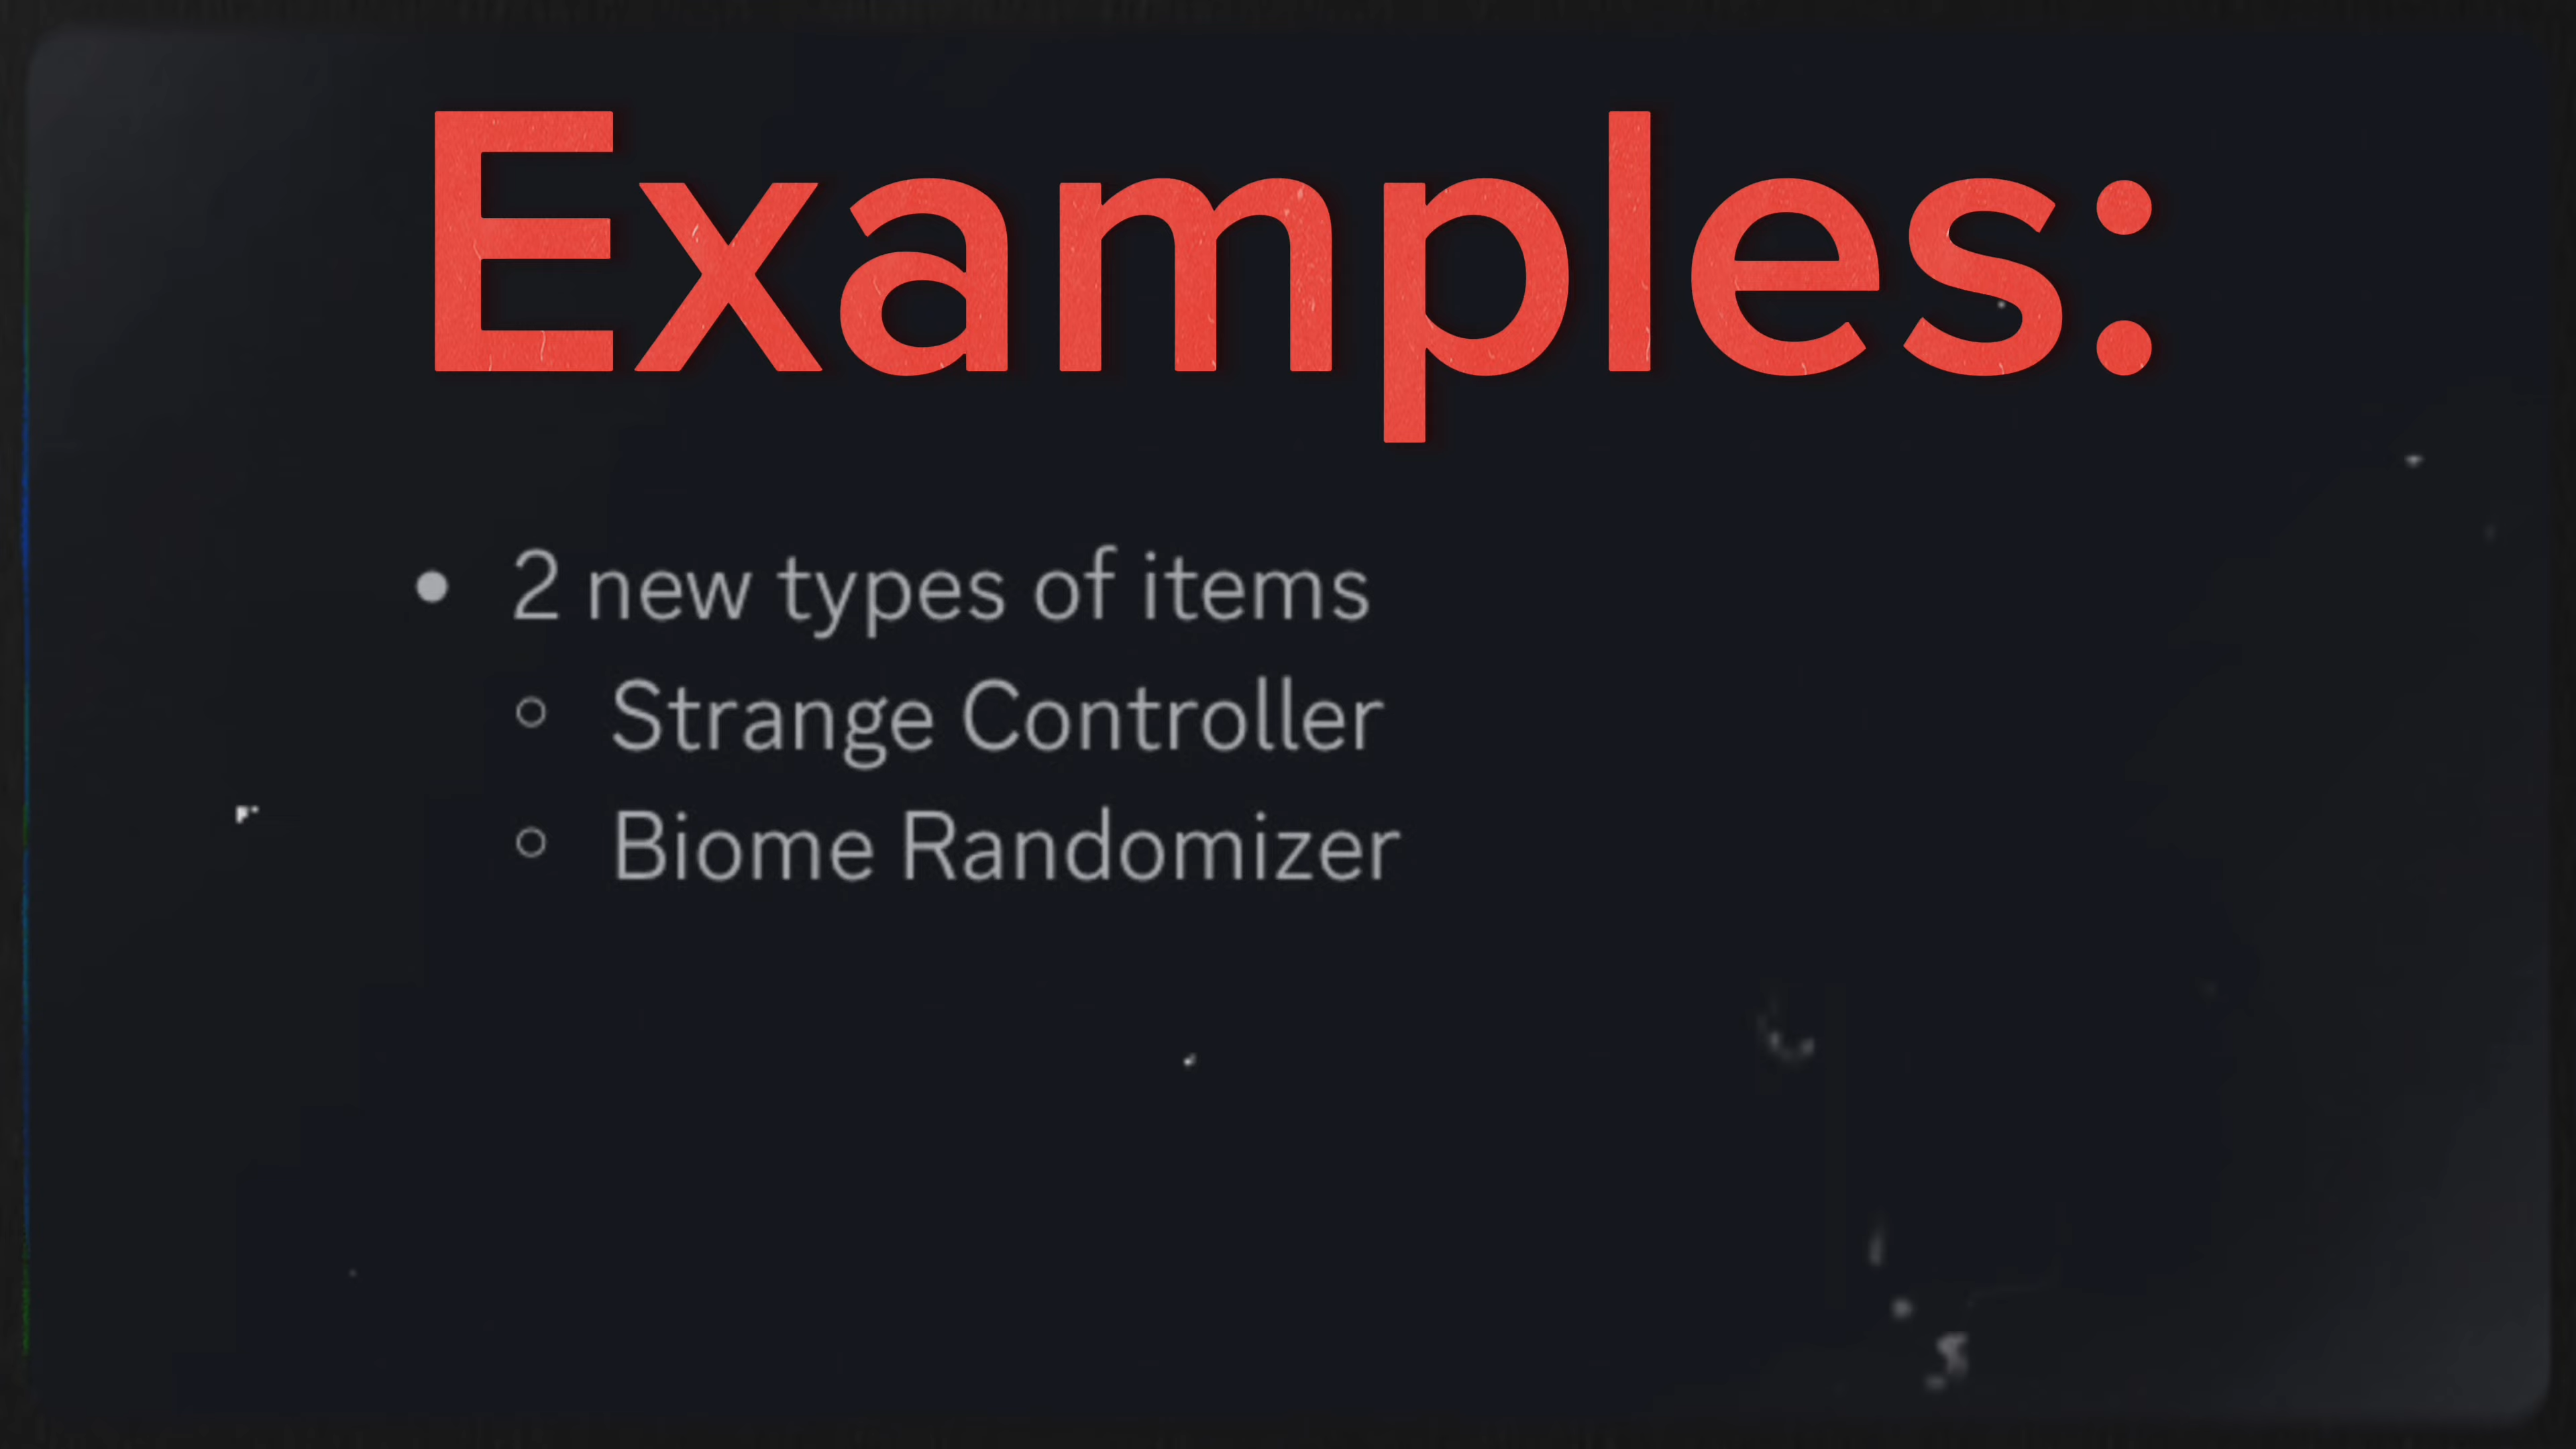 Examples:
• 2 new types of items
○ Strange Controller
○ Biome Randomizer